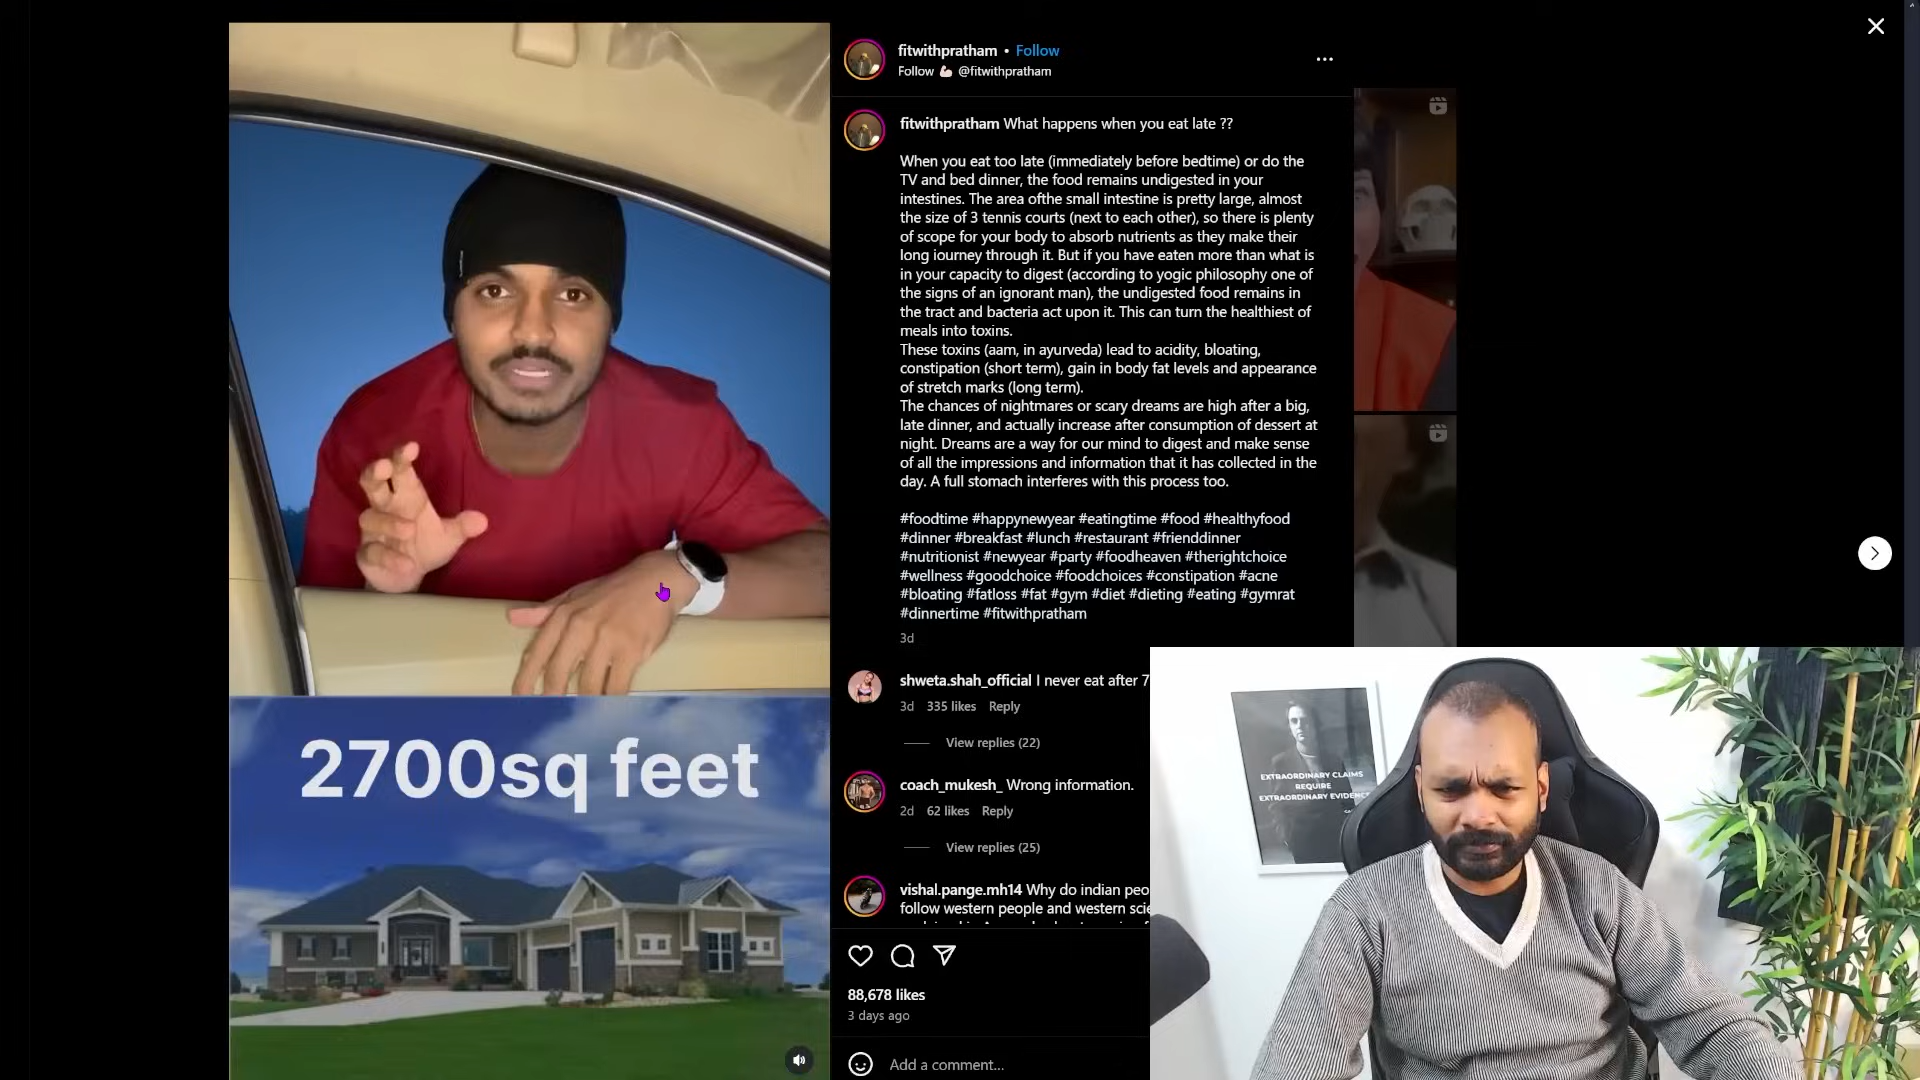 fitwithpratham • Follow
Follow 💪🏻 @fitwithpratham
fitwithpratham What happens when you eat late ??
When you eat too late (immediately before bedtime) or do the
TV and bed dinner, the food remains undigested in your
intestines. The area ofthe small intestine is pretty large, almost
the size of 3 tennis courts (next to each other), so there is plenty
of scope for your body to absorb nutrients as they make their
long iourney through it. But if you have eaten more than what is
in your capacity to digest (according to yogic philosophy one of
the signs of an ignorant man), the undigested food remains in
the tract and bacteria act upon it. This can turn the healthiest of
meals into toxins.
These toxins (aam, in ayurveda) lead to acidity, bloating,
constipation (short term), gain in body fat levels and appearance
of stretch marks (long term).
The chances of nightmares or scary dreams are high after a big,
late dinner, and actually increase after consumption of dessert at
night. Dreams are a way for our mind to digest and make sense
of all the impressions and information that it has collected in the
day. A full stomach interferes with this process too.
#foodtime #happynewyear #eatingtime #food #healthyfood
#dinner #breakfast #lunch #restaurant #frienddinner
#nutritionist #newyear #party #foodheaven #therightchoice
#wellness #goodchoice #foodchoices #constipation #acne
#bloating #fatloss #fat #gym #diet #dieting #eating #gymrat
#dinnertime #fitwithpratham
3d
shweta.shah_official I never eat after 7
3d 335 likes Reply
View replies (22)
coach_mukesh_ Wrong information.
2d 62 likes Reply
View replies (25)
vishal.pange.mh14 Why do indian peo
follow western people and western scie
88,678 likes
3 days ago
Add a comment...
2700sq feet
EXTRAORDINARY CLAIMS
REQUIRE
EXTRAORDINARY EVIDENC